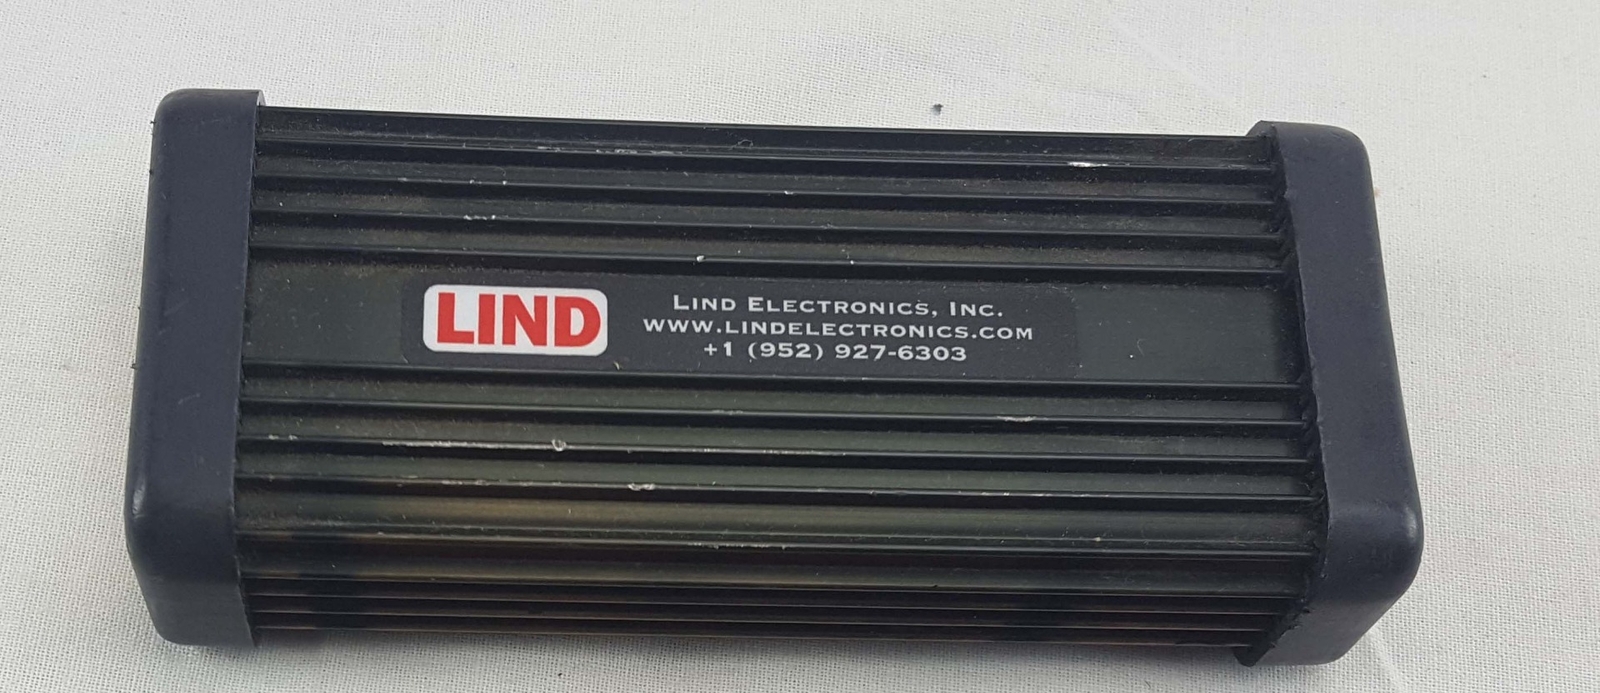 LIND
LIND ELECTRONICS, INC.
WWW.LINDELECTRONICS.COM
+1 (952) 927-6303